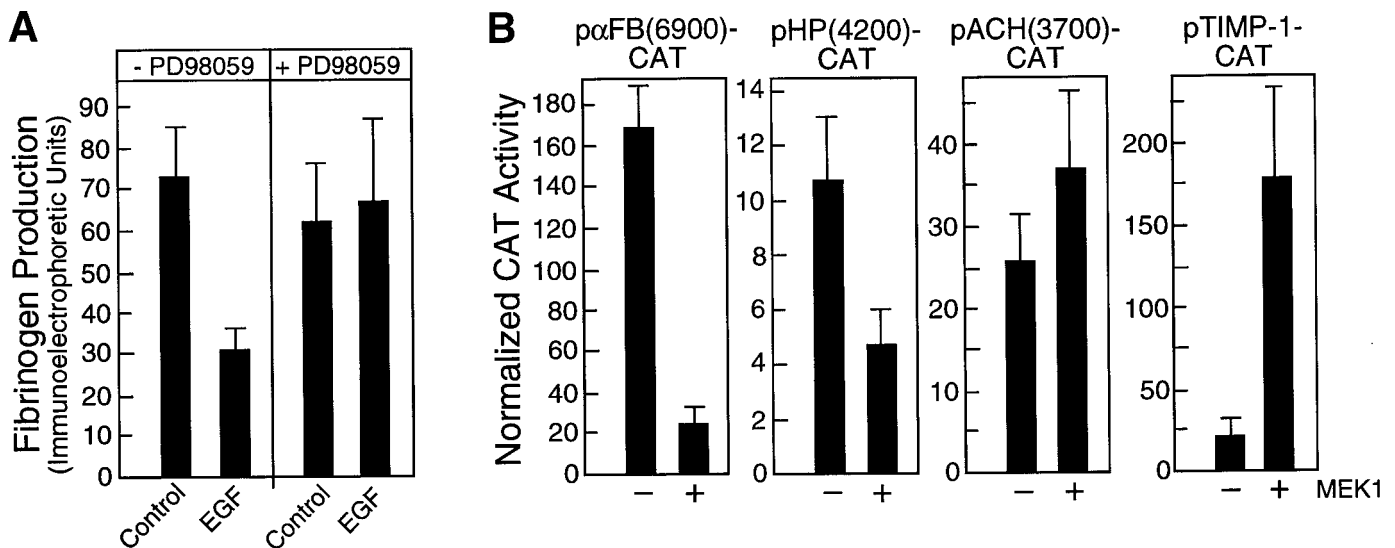 A
- PD98059 + PD98059
Fibrinogen Production
(Immunoelectrophoretic Units)
90
80
70
60
50
40
30
20
10
0
Control EGF Control EGF
B
pαFB(6900)-
CAT
pHP(4200)-
CAT
pACH(3700)-
CAT
pTIMP-1-
CAT
Normalized CAT Activity
180
160
140
120
100
80
60
40
20
0
14
12
10
8
6
4
2
0
40
30
20
10
0
200
150
100
50
0
− + − + − + − + MEK1